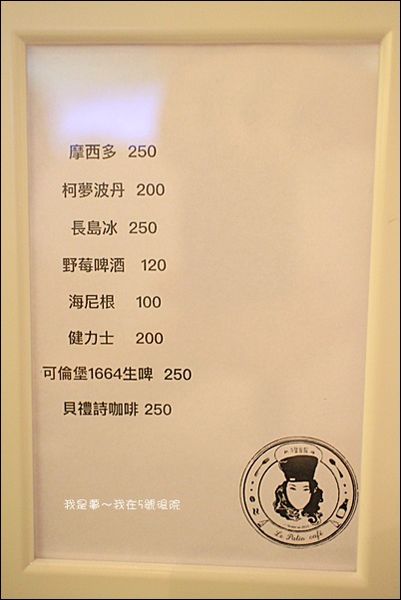 摩西多 250
柯夢波丹 200
長島冰 250
野莓啤酒 120
海尼根 100
健力士 200
可倫堡1664生啤 250
貝禮詩咖啡 250
我是夢～我在5號退院
Le Patio café